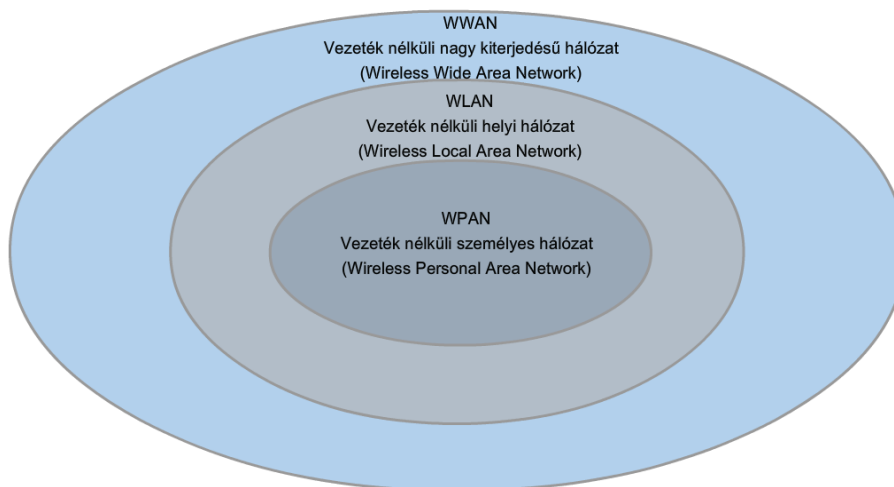 WWAN
Vezeték nélküli nagy kiterjedésű hálózat
(Wireless Wide Area Network)
WLAN
Vezeték nélküli helyi hálózat
(Wireless Local Area Network)
WPAN
Vezeték nélküli személyes hálózat
(Wireless Personal Area Network)